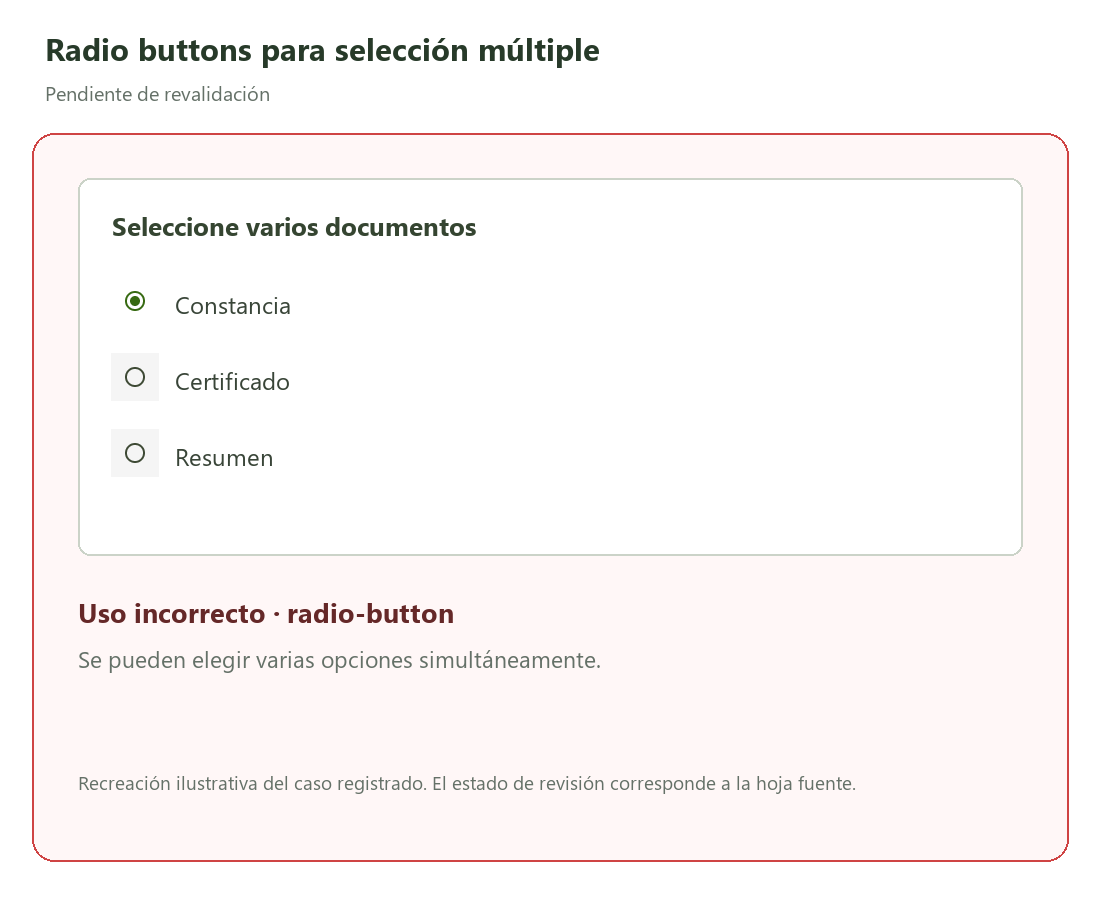 Radio buttons para selección múltiple
Pendiente de revalidación
Seleccione varios documentos
Constancia
Certificado
Resumen
Uso incorrecto · radio-button
Se pueden elegir varias opciones simultáneamente.
Recreación ilustrativa del caso registrado. El estado de revisión corresponde a la hoja fuente.